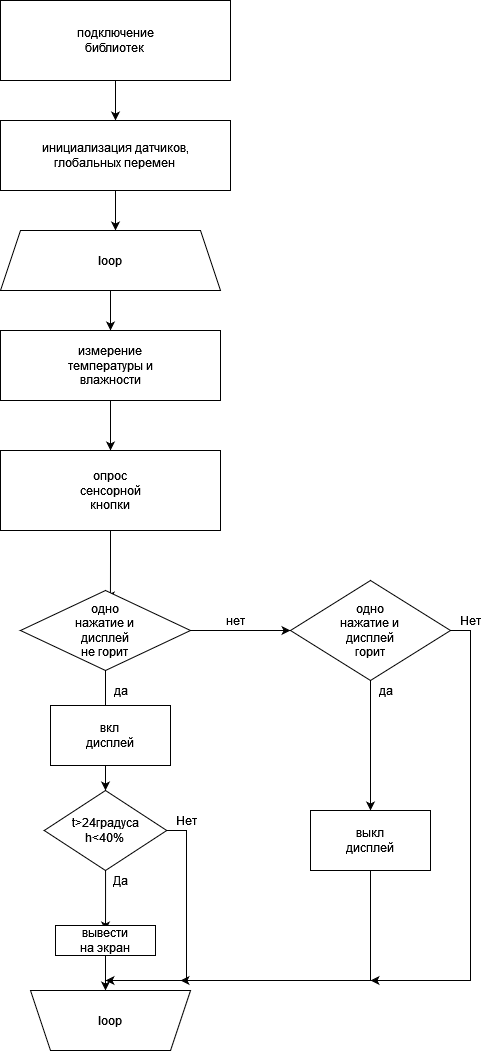 подключение
библиотек
инициализация датчиков,
глобальных перемен
loop
измерение
температуры и
влажности
опрос
сенсорной
кнопки
одно
нажатие и
дисплей
не горит
нет
одно
нажатие и
дисплей
горит
Нет
да
да
вкл
дисплей
t>24градуса
h<40%
Нет
выкл
дисплей
Да
вывести
на экран
loop